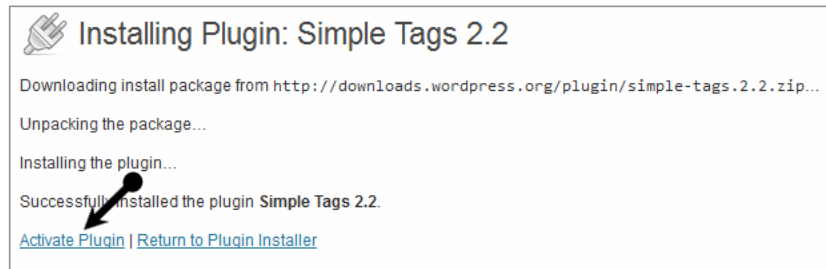 Installing Plugin: Simple Tags 2.2
Downloading install package from http://downloads.wordpress.org/plugin/simple-tags.2.2.zip…
Unpacking the package…
Installing the plugin…
Successfully installed the plugin Simple Tags 2.2.
Activate Plugin | Return to Plugin Installer